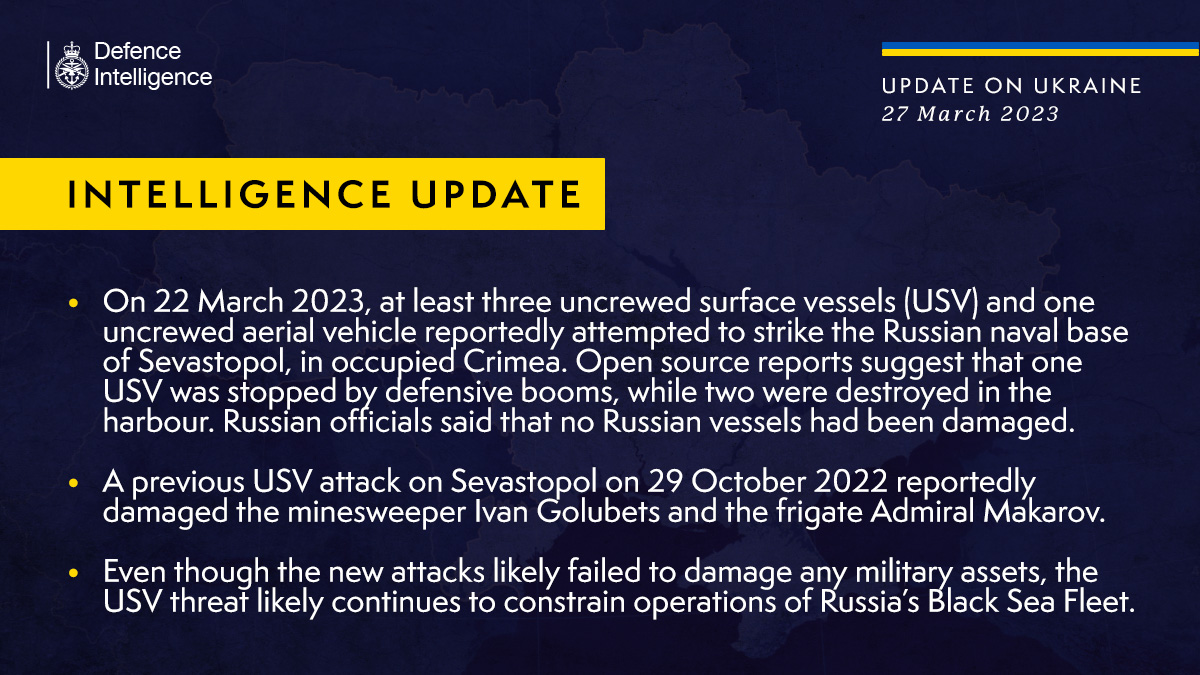 Defence
Intelligence
UPDATE ON UKRAINE
27 March 2023
INTELLIGENCE UPDATE
• On 22 March 2023, at least three uncrewed surface vessels (USV) and one
uncrewed aerial vehicle reportedly attempted to strike the Russian naval base
of Sevastopol, in occupied Crimea. Open source reports suggest that one
USV was stopped by defensive booms, while two were destroyed in the
harbour. Russian officials said that no Russian vessels had been damaged.
• A previous USV attack on Sevastopol on 29 October 2022 reportedly
damaged the minesweeper Ivan Golubets and the frigate Admiral Makarov.
• Even though the new attacks likely failed to damage any military assets, the
USV threat likely continues to constrain operations of Russia's Black Sea Fleet.